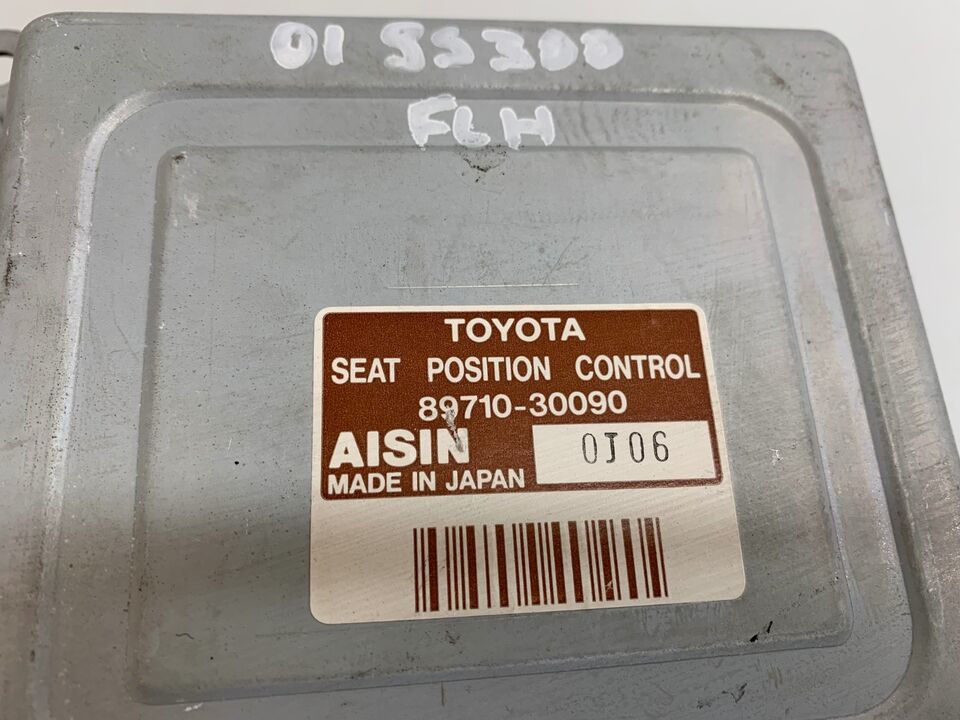 01 SS300
FLH
TOYOTA
SEAT POSITION CONTROL
89710-30090
AISIN
0J06
MADE IN JAPAN